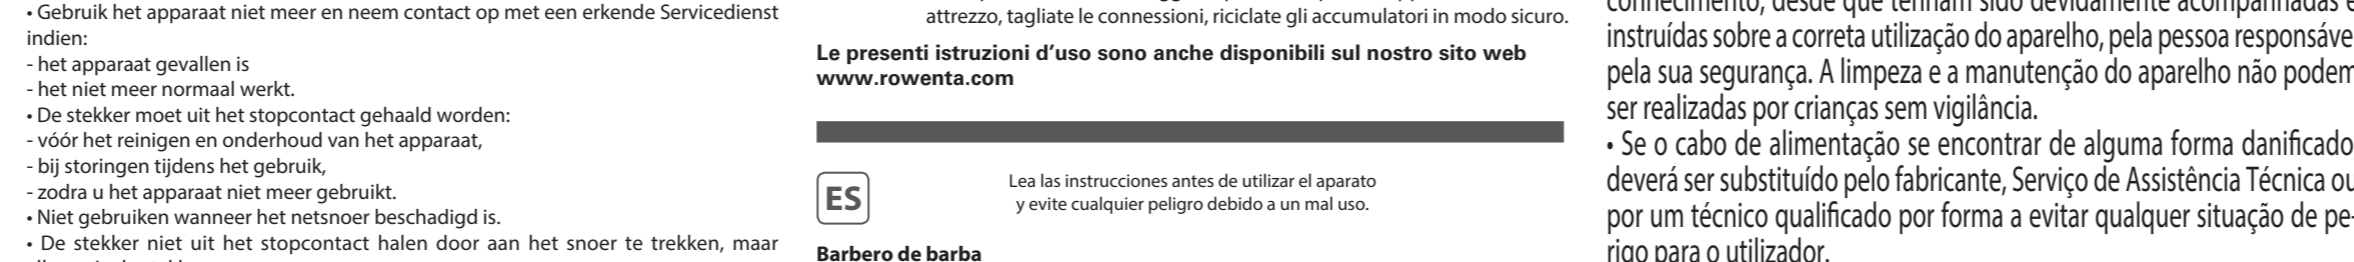 • Gebruik het apparaat niet meer en neem contact op met een erkende Servicedienst
indien:
- het apparaat gevallen is
- het niet meer normaal werkt.
• De stekker moet uit het stopcontact gehaald worden:
- vóór het reinigen en onderhoud van het apparaat,
- bij storingen tijdens het gebruik,
- zodra u het apparaat niet meer gebruikt.
• Niet gebruiken wanneer het netsnoer beschadigd is.
• De stekker niet uit het stopcontact halen door aan het snoer te trekken, maar
attrezzo, tagliate le connessioni, riciclate gli accumulatori in modo sicuro.
Le presenti istruzioni d’uso sono anche disponibili sul nostro sito web
www.rowenta.com
ES
Lea las instrucciones antes de utilizar el aparato
y evite cualquier peligro debido a un mal uso.
Barbero de barba
conhecimento, desde que tenham sido devidamente acompanhadas e
instruídas sobre a correta utilização do aparelho, pela pessoa responsáve
pela sua segurança. A limpeza e a manutenção do aparelho não podem
ser realizadas por crianças sem vigilância.
• Se o cabo de alimentação se encontrar de alguma forma danificado
deverá ser substituído pelo fabricante, Serviço de Assistência Técnica ou
por um técnico qualificado por forma a evitar qualquer situação de pe-
rigo para o utilizador.